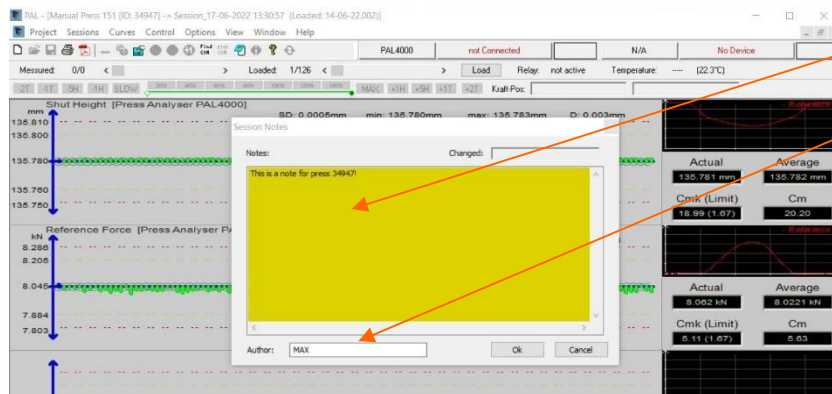 PAL - [Manual Press 151 [ID: 34947] -> Session_17-06-2022 13:30:57 (Loaded: 14-06-22.002)]
Project Sessions Curves Control Options View Window Help
PAL4000 not Connected N/A No Device
Messured: 0/0 < > Loaded: 1/126 < > Load Relay: not active Temperature: ---- (22.3°C)
-2T -1T -5H -1H SLOW MAX +1H +5H +1T +2T Kraft-Pos:
Shut Height [Press Analyser PAL4000]
SD: 0.0005mm min: 135.780mm max: 135.783mm D: 0.003mm
mm
135.810
135.800
135.780
135.760
135.750
Session Notes
Notes: Changed:
This is a note for press 34947!
Author: MAX Ok Cancel
Reference Force [Press Analyser PA
kN
8.286
8.205
8.045
7.884
7.803
Reference
Actual Average
135.781 mm 135.782 mm
Cmk (Limit) Cm
18.99 (1.67) 20.20
Reference
Actual Average
8.062 kN 8.0221 kN
Cmk (Limit) Cm
5.11 (1.67) 5.63